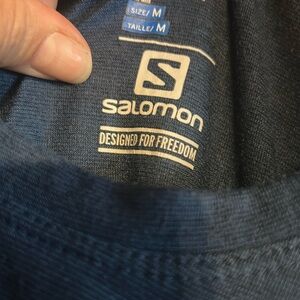 SIZE/ M
TAILLE/ M
S
salomon
DESIGNED FOR FREEDOM